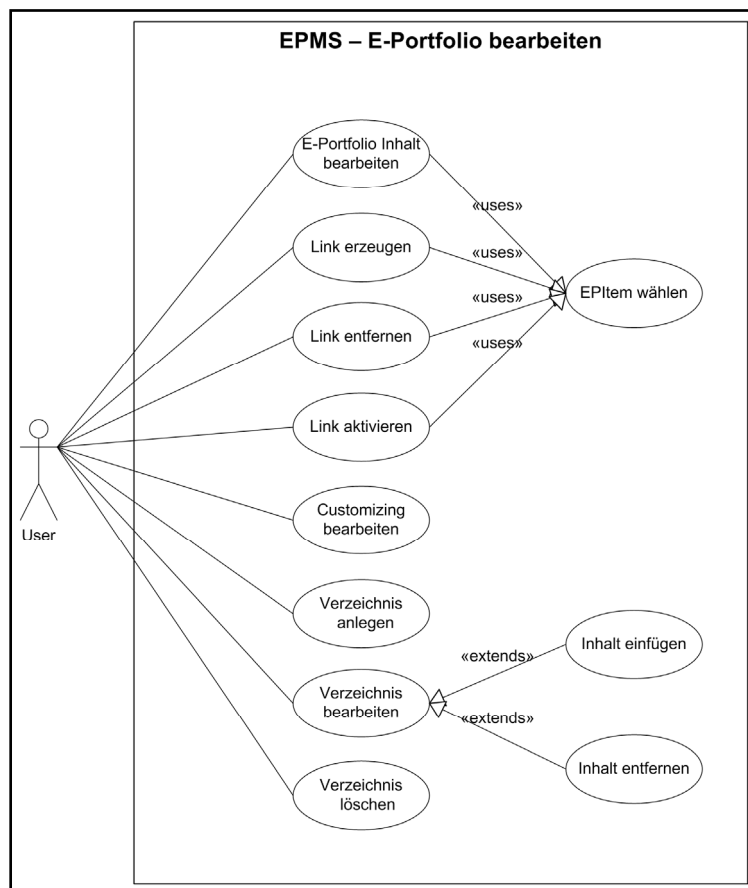 EPMS – E-Portfolio bearbeiten
E-Portfolio Inhalt
bearbeiten
«uses»
Link erzeugen
«uses»
EPItem wählen
«uses»
Link entfernen
«uses»
Link aktivieren
User
Customizing
bearbeiten
Verzeichnis
anlegen
Inhalt einfügen
«extends»
Verzeichnis
bearbeiten
«extends»
Inhalt entfernen
Verzeichnis
löschen